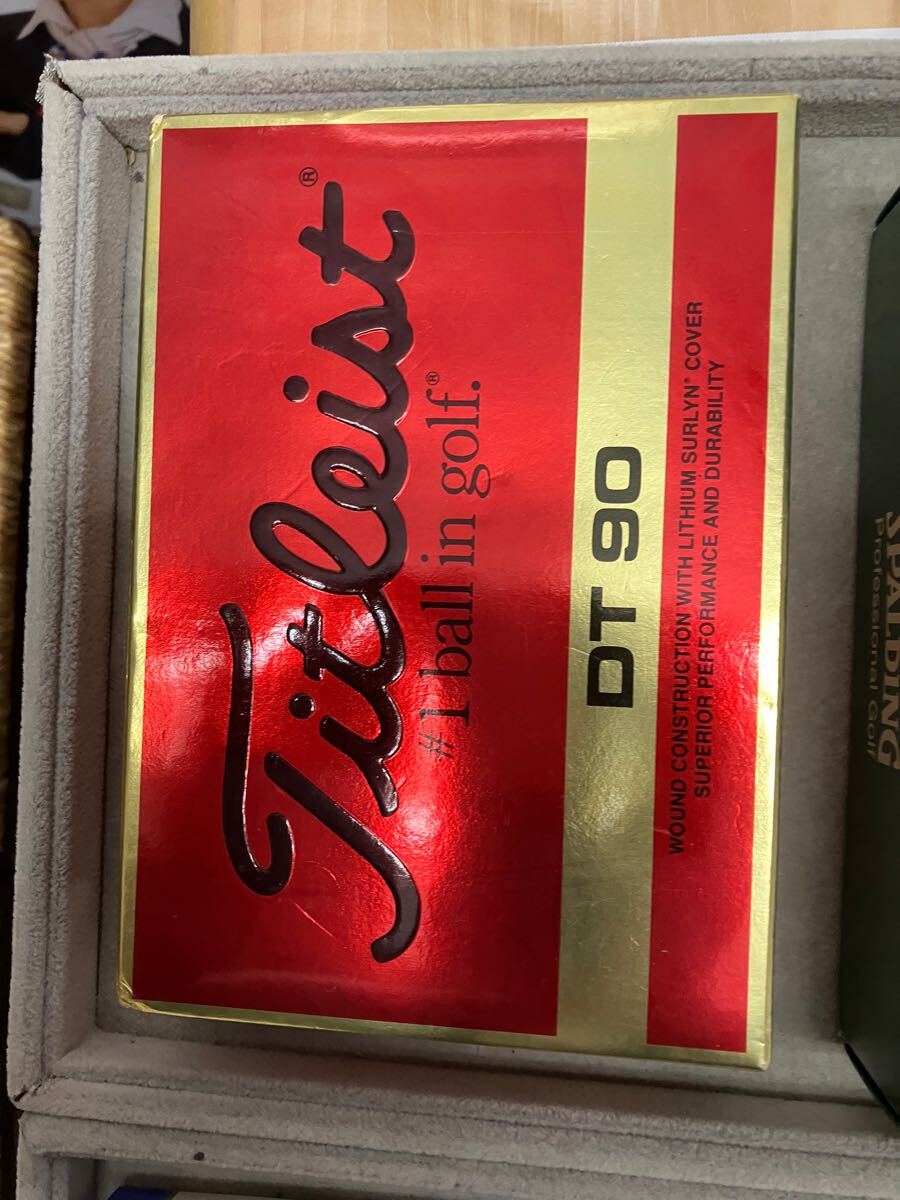 Titleist®
#1 ball in golf.®
DT 90
WOUND CONSTRUCTION WITH LITHIUM SURLYN® COVER
SUPERIOR PERFORMANCE AND DURABILITY
SPALDING
Professional Golf